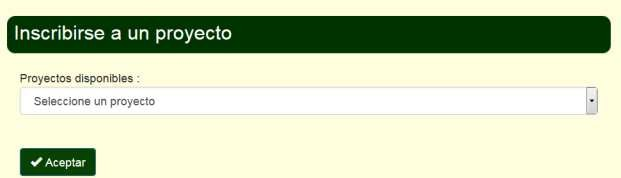 Inscribirse a un proyecto
Proyectos disponibles :
Seleccione un proyecto
Aceptar